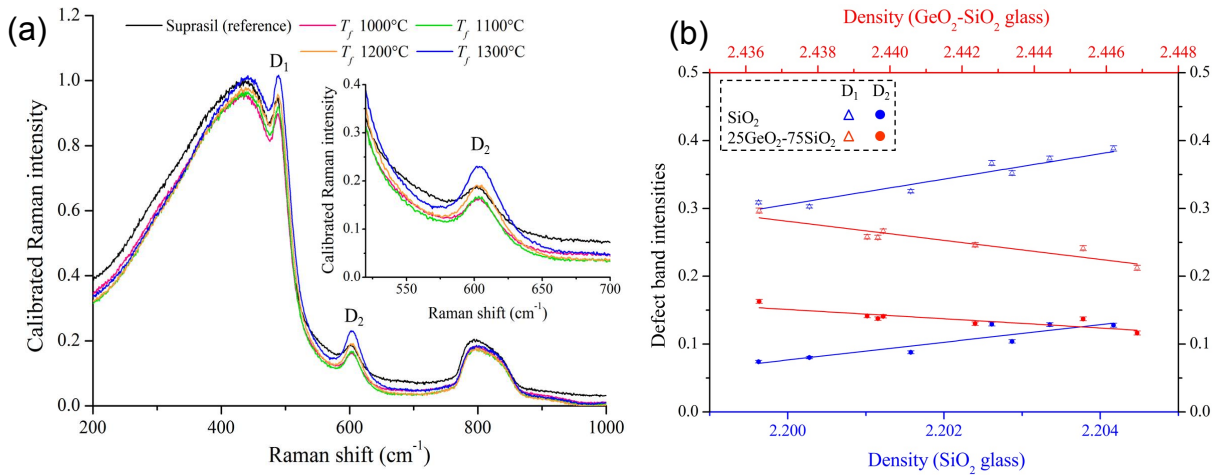 (a)
Suprasil (reference)
T_f 1000°C
T_f 1100°C
T_f 1200°C
T_f 1300°C
D₁
D₂
Calibrated Raman intensity
1.2
1.0
0.8
0.6
0.4
0.2
0.0
200
400
600
800
1000
Raman shift (cm⁻¹)
D₂
Calibrated Raman intensity
0.4
0.3
0.2
0.1
0.0
550
600
650
700
Raman shift (cm⁻¹)
(b)
Density (GeO₂-SiO₂ glass)
2.436
2.438
2.440
2.442
2.444
2.446
2.448
D₁ D₂
SiO₂
25GeO₂-75SiO₂
Defect band intensities
0.5
0.4
0.3
0.2
0.1
0.0
0.5
0.4
0.3
0.2
0.1
0.0
2.200
2.202
2.204
Density (SiO₂ glass)